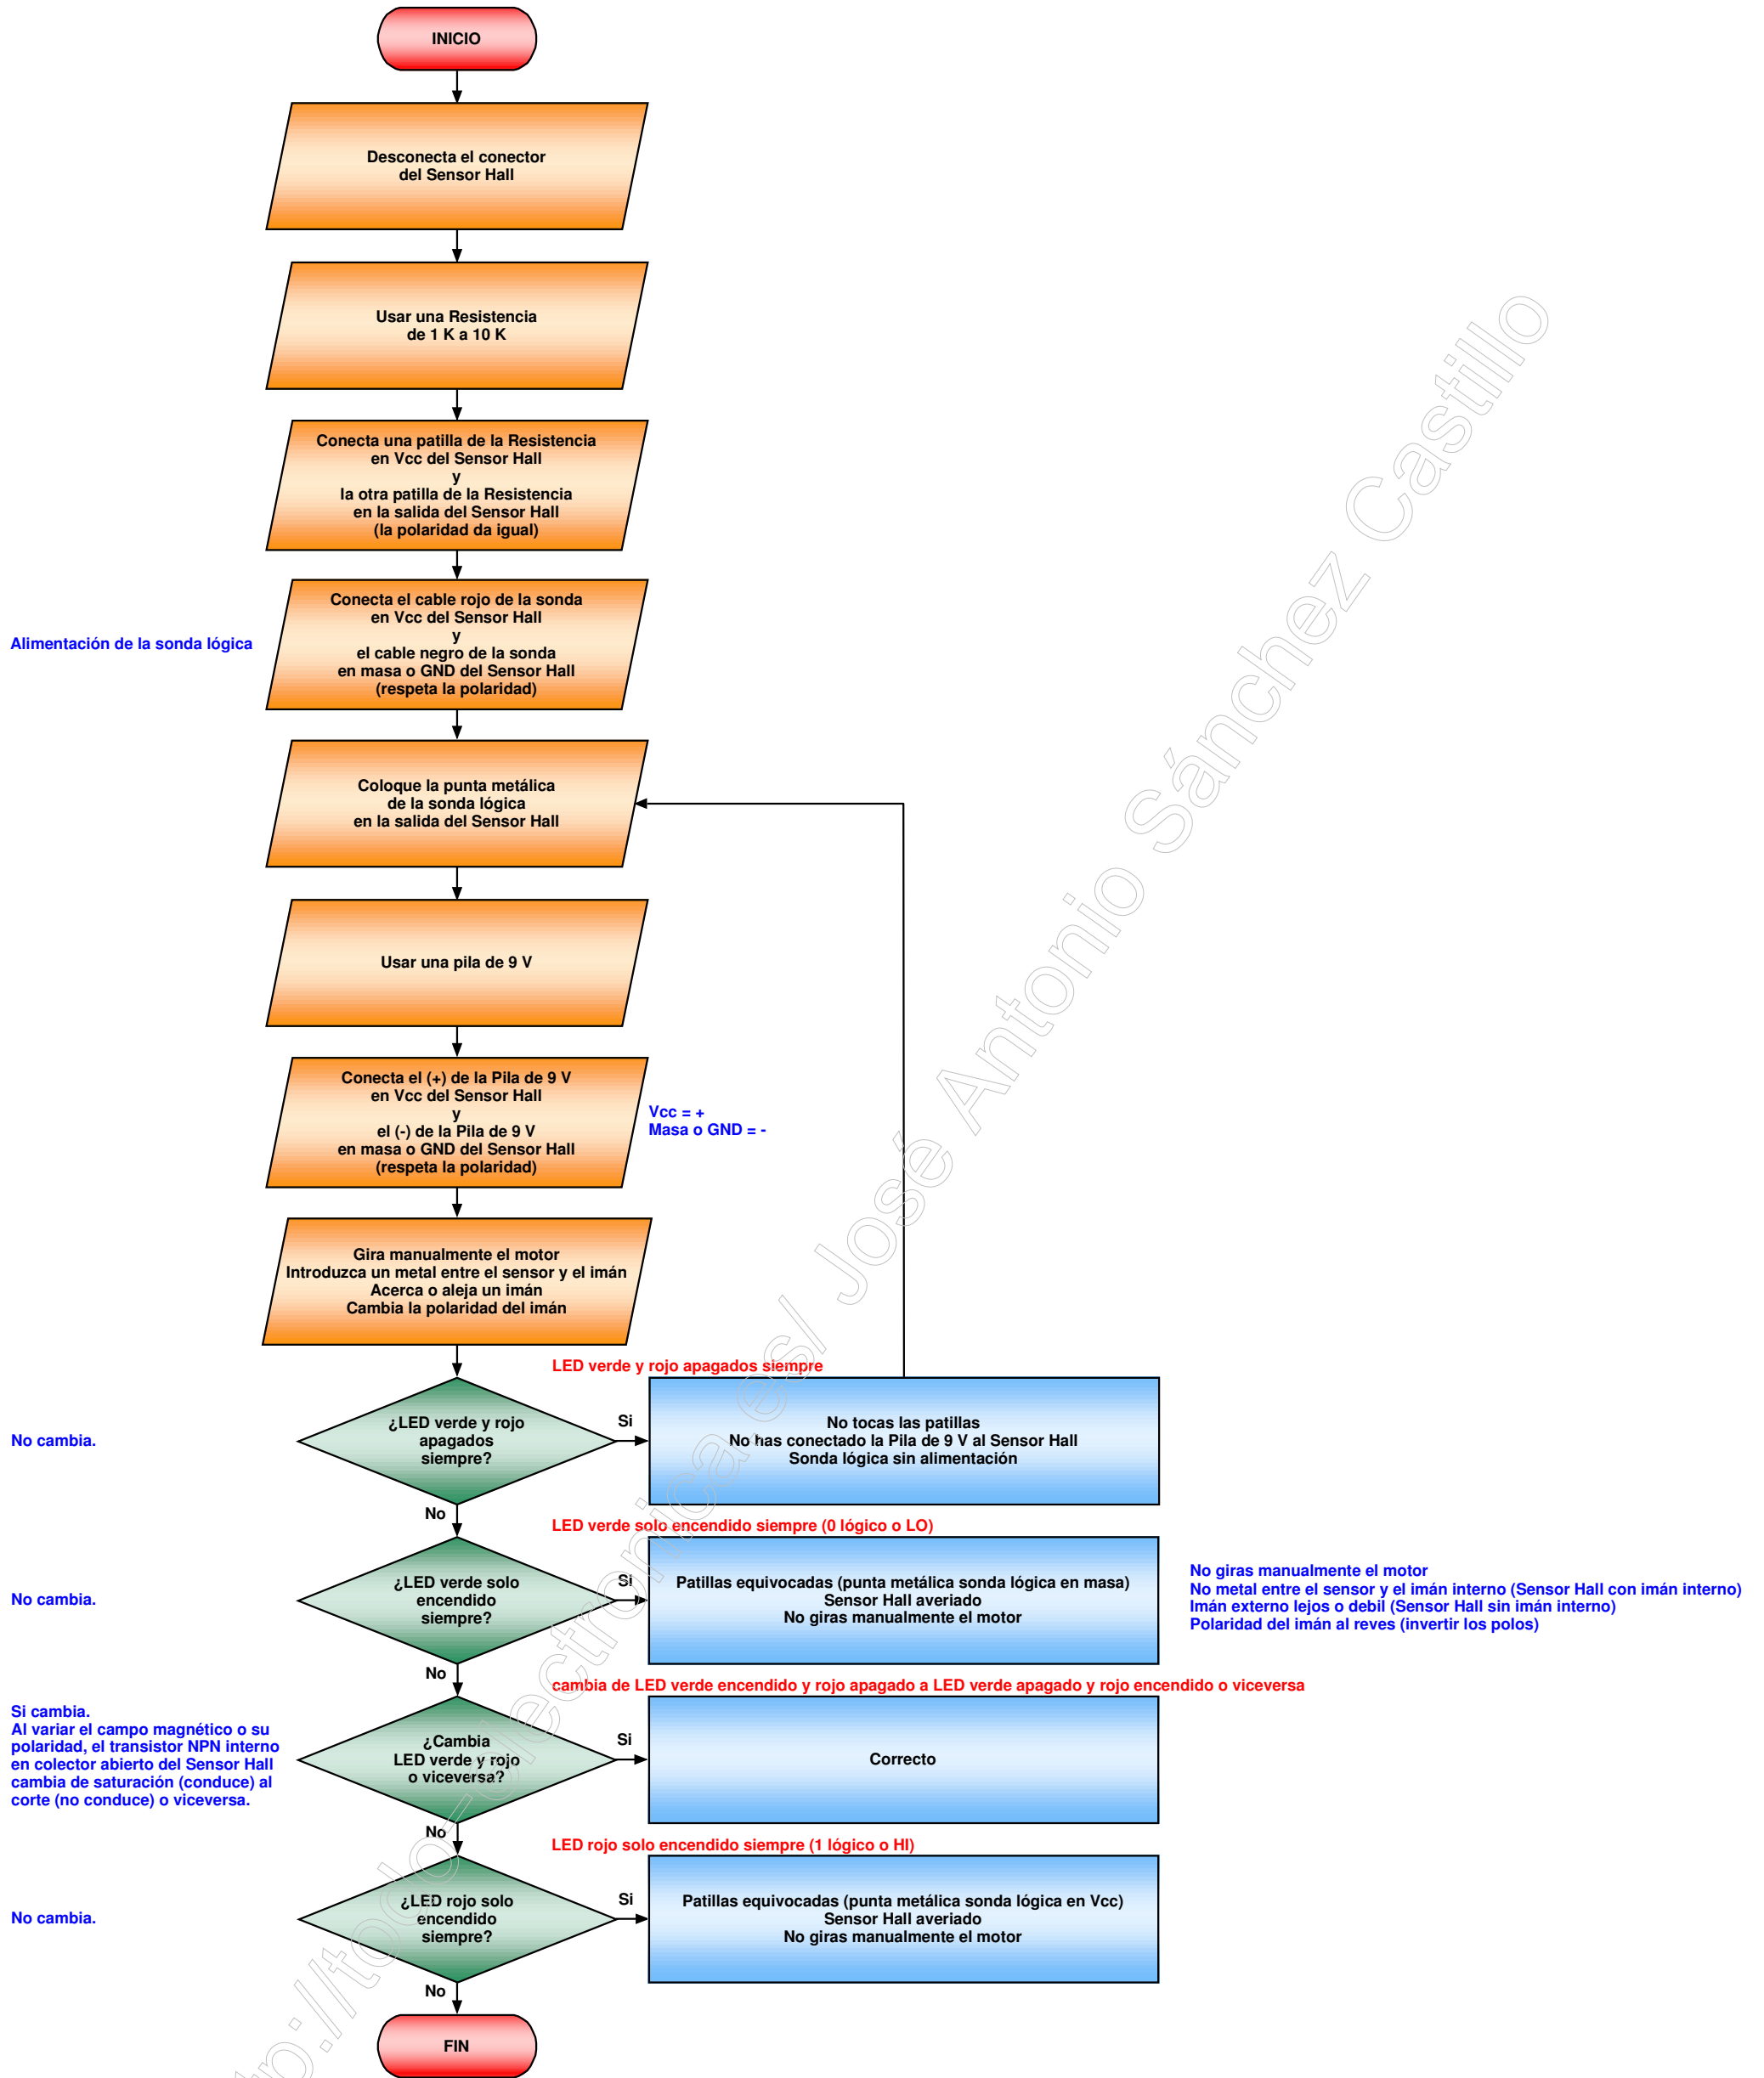 INICIO
Desconecta el conector
del Sensor Hall
Usar una Resistencia
de 1 K a 10 K
Conecta una patilla de la Resistencia
en Vcc del Sensor Hall
y
la otra patilla de la Resistencia
en la salida del Sensor Hall
(la polaridad da igual)
Alimentación de la sonda lógica
Conecta el cable rojo de la sonda
en Vcc del Sensor Hall
y
el cable negro de la sonda
en masa o GND del Sensor Hall
(respeta la polaridad)
Coloque la punta metálica
de la sonda lógica
en la salida del Sensor Hall
Usar una pila de 9 V
Conecta el (+) de la Pila de 9 V
en Vcc del Sensor Hall
y
el (-) de la Pila de 9 V
en masa o GND del Sensor Hall
(respeta la polaridad)
Vcc = +
Masa o GND = -
Gira manualmente el motor
Introduzca un metal entre el sensor y el imán
Acerca o aleja un imán
Cambia la polaridad del imán
LED verde y rojo apagados siempre
No cambia.
¿LED verde y rojo
apagados
siempre?
Si
No tocas las patillas
No has conectado la Pila de 9 V al Sensor Hall
Sonda lógica sin alimentación
No
LED verde solo encendido siempre (0 lógico o LO)
No cambia.
¿LED verde solo
encendido
siempre?
Si
Patillas equivocadas (punta metálica sonda lógica en masa)
Sensor Hall averiado
No giras manualmente el motor
No giras manualmente el motor
No metal entre el sensor y el imán interno (Sensor Hall con imán interno)
Imán externo lejos o debil (Sensor Hall sin imán interno)
Polaridad del imán al reves (invertir los polos)
No
cambia de LED verde encendido y rojo apagado a LED verde apagado y rojo encendido o viceversa
Si cambia.
Al variar el campo magnético o su
polaridad, el transistor NPN interno
en colector abierto del Sensor Hall
cambia de saturación (conduce) al
corte (no conduce) o viceversa.
¿Cambia
LED verde y rojo
o viceversa?
Si
Correcto
No
LED rojo solo encendido siempre (1 lógico o HI)
No cambia.
¿LED rojo solo
encendido
siempre?
Si
Patillas equivocadas (punta metálica sonda lógica en Vcc)
Sensor Hall averiado
No giras manualmente el motor
No
FIN
tp://todo-electronica.es/ José Antonio Sánchez Castillo